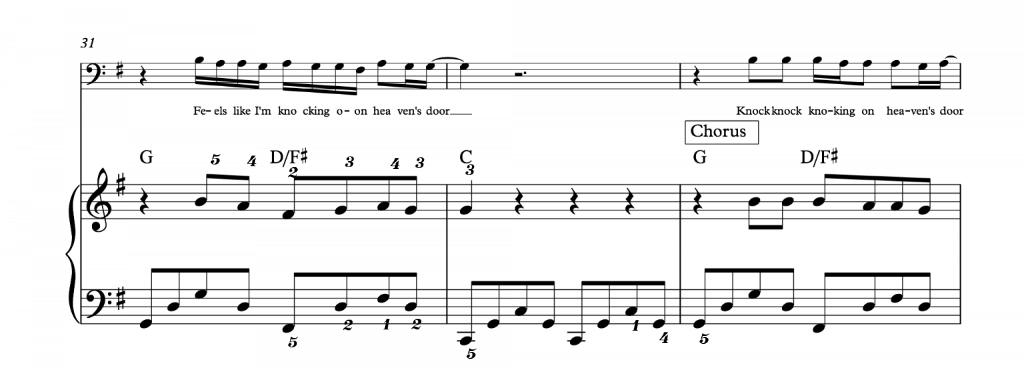 31
Fe- els like I'm kno cking o- on hea ven's door___ Knock knock kno-king on hea-ven's door
Chorus
G D/F♯ C G D/F♯
5 4 2 3 4 3 3
5 2 1 2 5 1 4 5